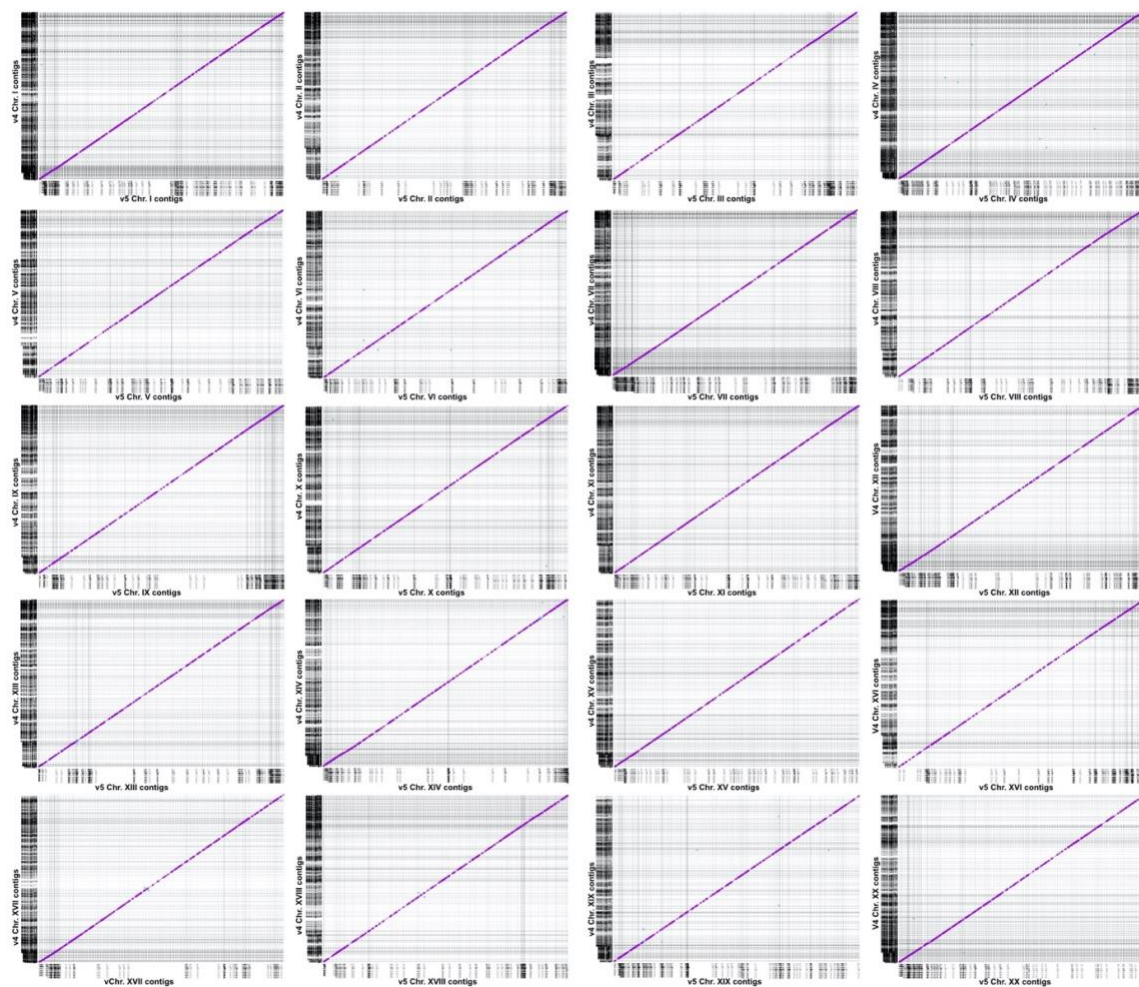 v4 Chr. I contigs
v5 Chr. I contigs
v4 Chr. II contigs
v5 Chr. II contigs
v4 Chr. III contigs
v5 Chr. III contigs
v4 Chr. IV contigs
v5 Chr. IV contigs
v4 Chr. V contigs
v5 Chr. V contigs
v4 Chr. VI contigs
v5 Chr. VI contigs
v4 Chr. VII contigs
v5 Chr. VII contigs
v4 Chr. VIII contigs
v5 Chr. VIII contigs
v4 Chr. IX contigs
v5 Chr. IX contigs
v4 Chr. X contigs
v5 Chr. X contigs
v4 Chr. XI contigs
v5 Chr. XI contigs
V4 Chr. XII contigs
v5 Chr. XII contigs
v4 Chr. XIII contigs
v5 Chr. XIII contigs
v4 Chr. XIV contigs
v5 Chr. XIV contigs
v4 Chr. XV contigs
v5 Chr. XV contigs
V4 Chr. XVI contigs
v5 Chr. XVI contigs
v4 Chr. XVII contigs
vChr. XVII contigs
v4 Chr. XVIII contigs
v5 Chr. XVIII contigs
v4 Chr. XIX contigs
v5 Chr. XIX contigs
V4 Chr. XX contigs
v5 Chr. XX contigs